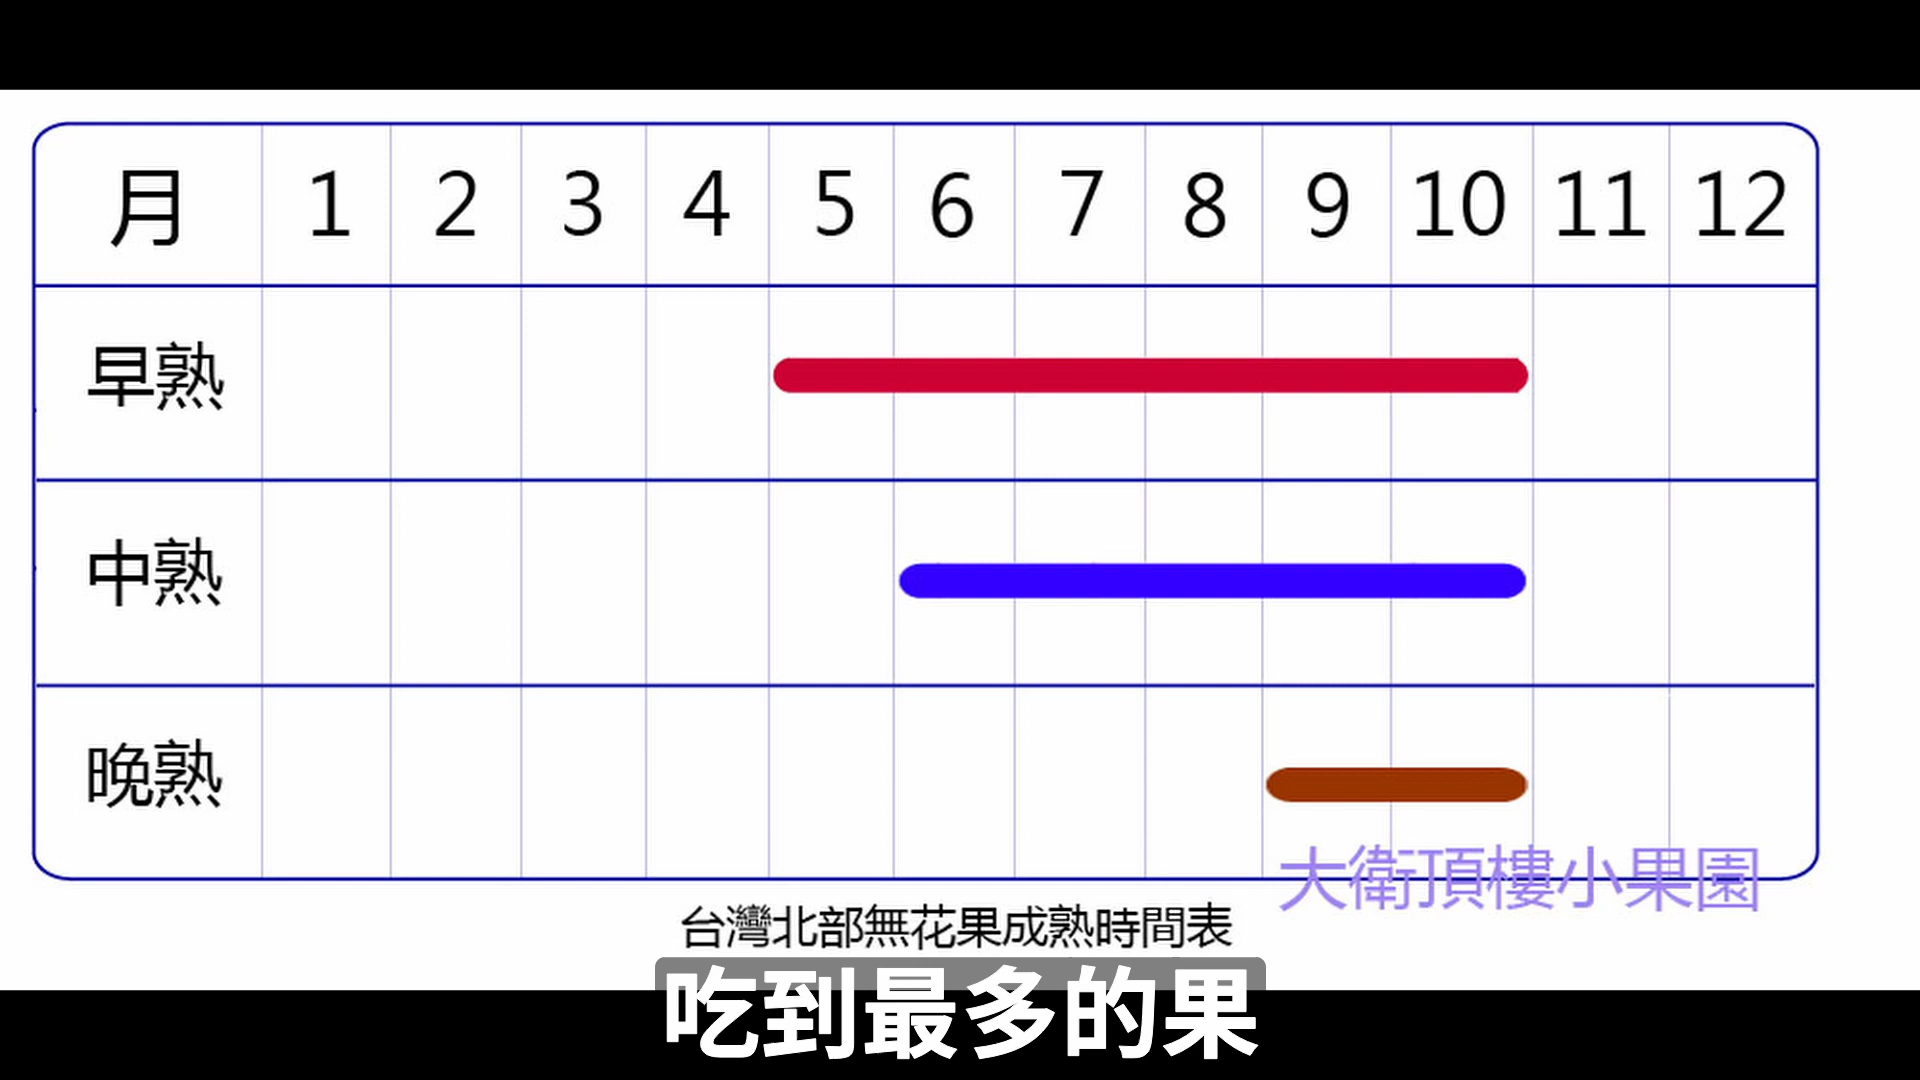 月 1 2 3 4 5 6 7 8 9 10 11 12
早熟
中熟
晚熟
大衛頂樓小果園
台灣北部無花果成熟時間表
吃到最多的果